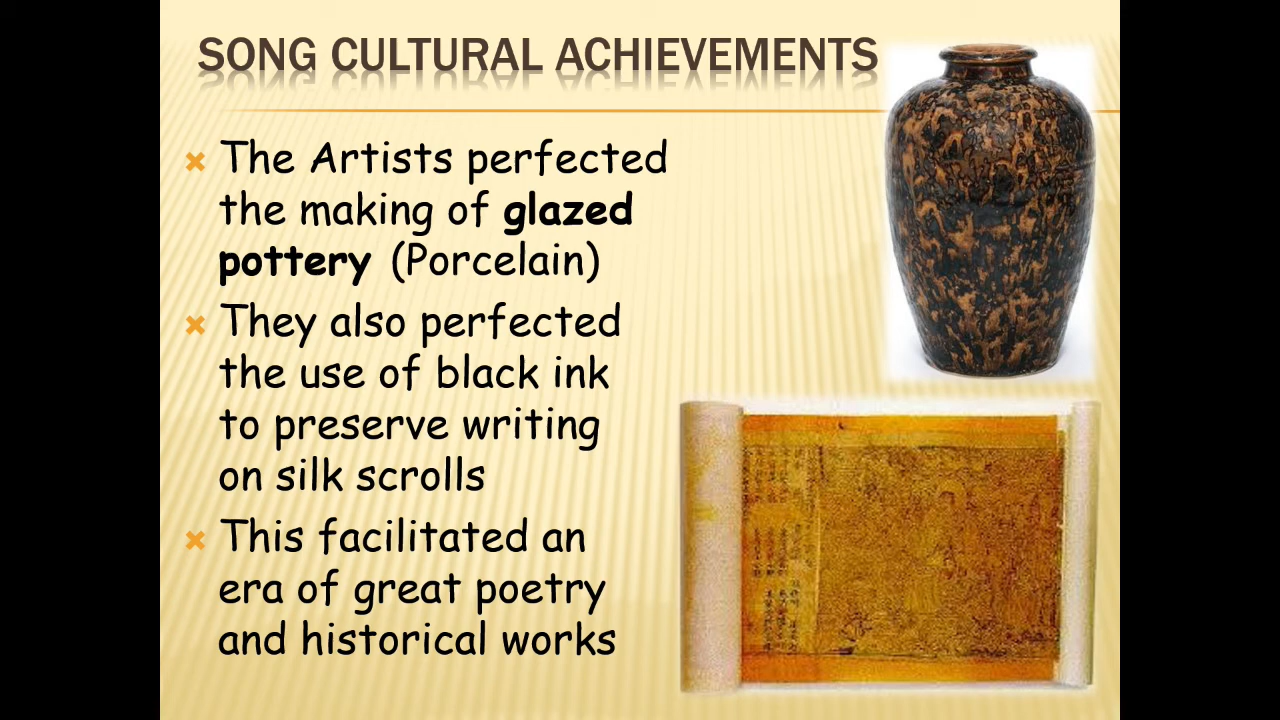 SONG CULTURAL ACHIEVEMENTS
The Artists perfected
the making of glazed
pottery (Porcelain)
They also perfected
the use of black ink
to preserve writing
on silk scrolls
This facilitated an
era of great poetry
and historical works